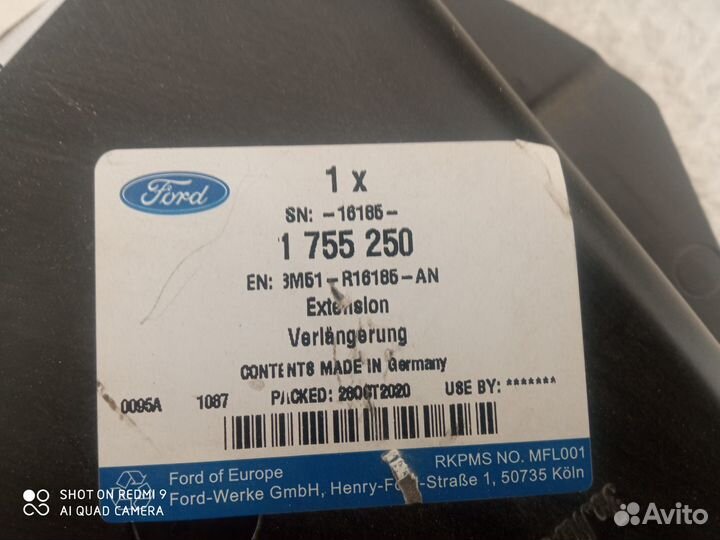 Ford
1 x
SN: -16185-
1 755 250
EN: 3M51-R16185-AN
Extension
Verlängerung
CONTENTS MADE IN Germany
0095A 1087 PACKED: 26OCT2020 USE BY: *******
Ford of Europe RKPMS NO. MFL001
Ford-Werke GmbH, Henry-Ford-Straße 1, 50735 Köln
SHOT ON REDMI 9
AI QUAD CAMERA
Avito